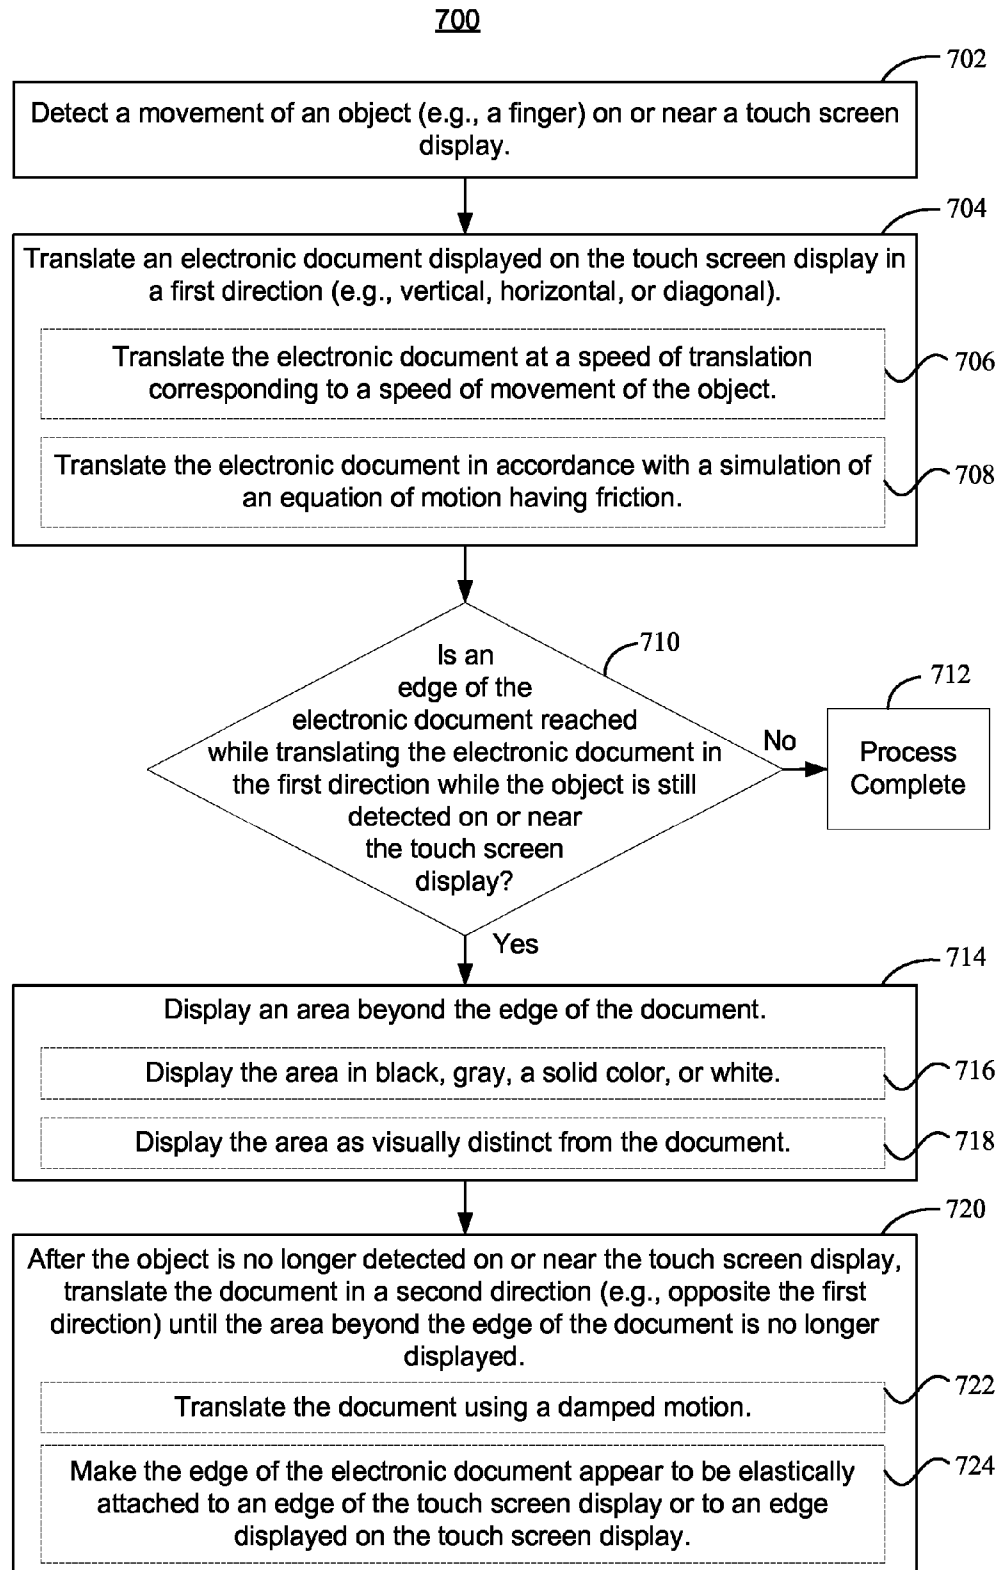 700
702
Detect a movement of an object (e.g., a finger) on or near a touch screen
display.
704
Translate an electronic document displayed on the touch screen display in
a first direction (e.g., vertical, horizontal, or diagonal).
Translate the electronic document at a speed of translation
corresponding to a speed of movement of the object.
706
Translate the electronic document in accordance with a simulation of
an equation of motion having friction.
708
710
Is an
edge of the
electronic document reached
while translating the electronic document in
the first direction while the object is still
detected on or near
the touch screen
display?
No
712
Process
Complete
Yes
714
Display an area beyond the edge of the document.
Display the area in black, gray, a solid color, or white.
716
Display the area as visually distinct from the document.
718
720
After the object is no longer detected on or near the touch screen display,
translate the document in a second direction (e.g., opposite the first
direction) until the area beyond the edge of the document is no longer
displayed.
Translate the document using a damped motion.
722
Make the edge of the electronic document appear to be elastically
attached to an edge of the touch screen display or to an edge
displayed on the touch screen display.
724